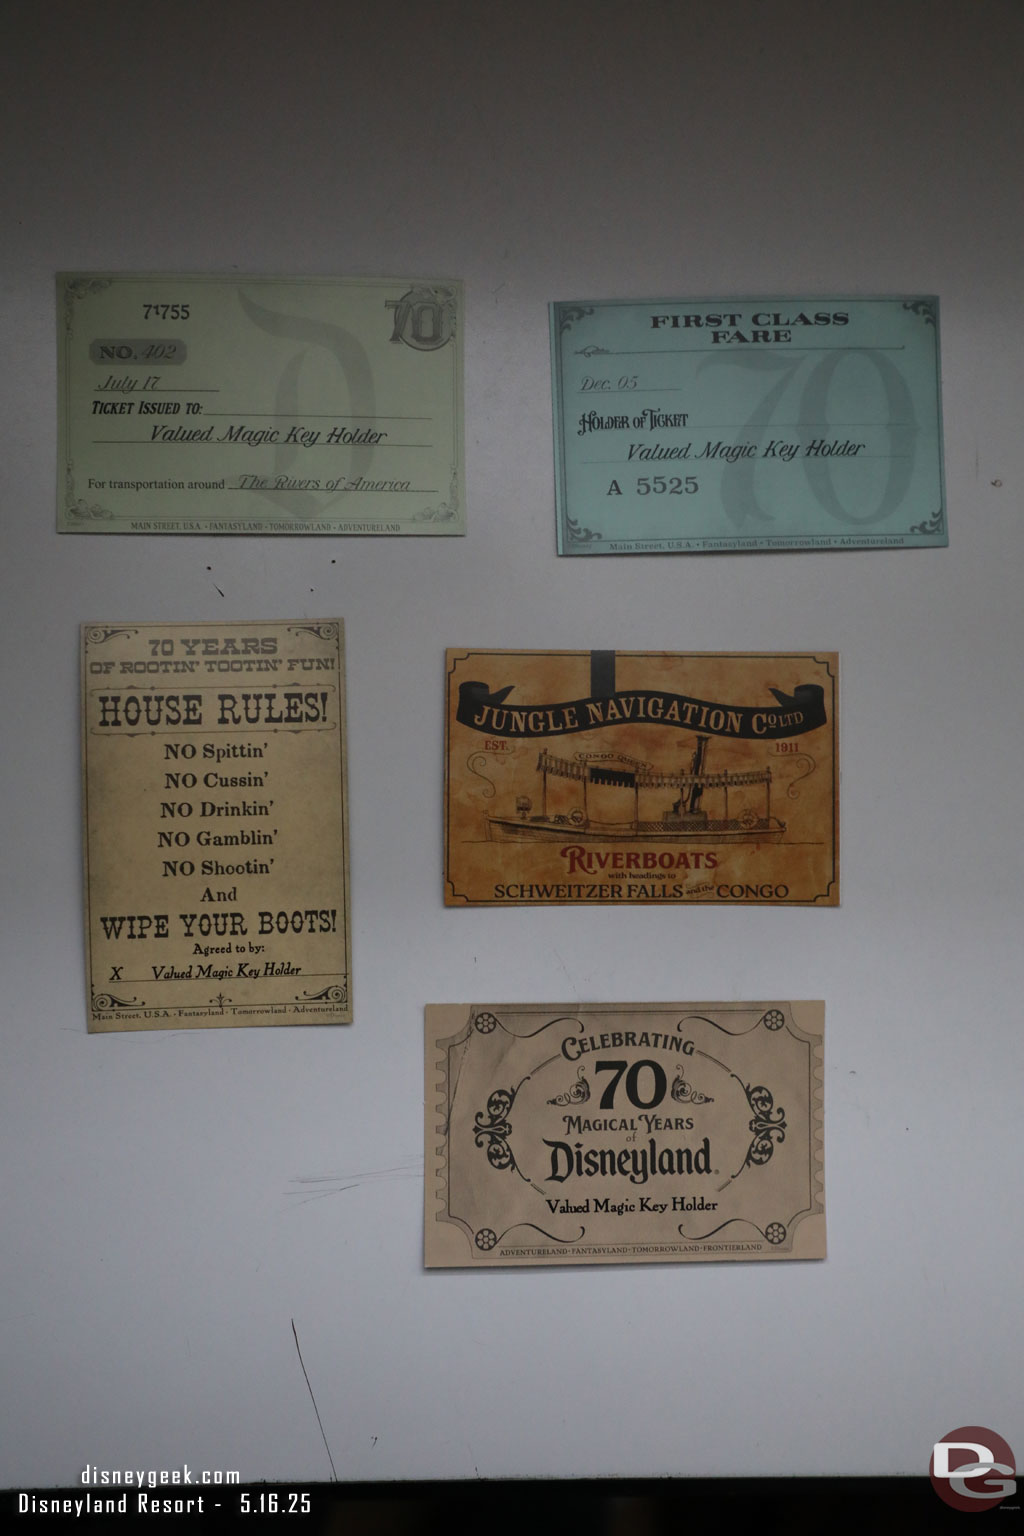 71755
70
NO. 402
July 17
TICKET ISSUED TO:
Valued Magic Key Holder
For transportation around The Rivers of America
MAIN STREET, U.S.A. • FANTASYLAND • TOMORROWLAND • ADVENTURELAND
FIRST CLASS
FARE
70
Dec. 05
HOLDER OF TICKET
Valued Magic Key Holder
A 5525
Main Street, U.S.A. • Fantasyland • Tomorrowland • Adventureland
70 YEARS
OF ROOTIN' TOOTIN' FUN!
HOUSE RULES!
NO Spittin'
NO Cussin'
NO Drinkin'
NO Gamblin'
NO Shootin'
And
WIPE YOUR BOOTS!
Agreed to by:
X Valued Magic Key Holder
Main Street, U.S.A. • Fantasyland • Tomorrowland • Adventureland
JUNGLE NAVIGATION CO. LTD
EST. 1911
CONGO QUEEN
RIVERBOATS
with headings to
SCHWEITZER FALLS and the CONGO
CELEBRATING
70
MAGICAL YEARS
of
Disneyland®
Valued Magic Key Holder
ADVENTURELAND • FANTASYLAND • TOMORROWLAND • FRONTIERLAND
disneygeek.com
Disneyland Resort - 5.16.25
DG